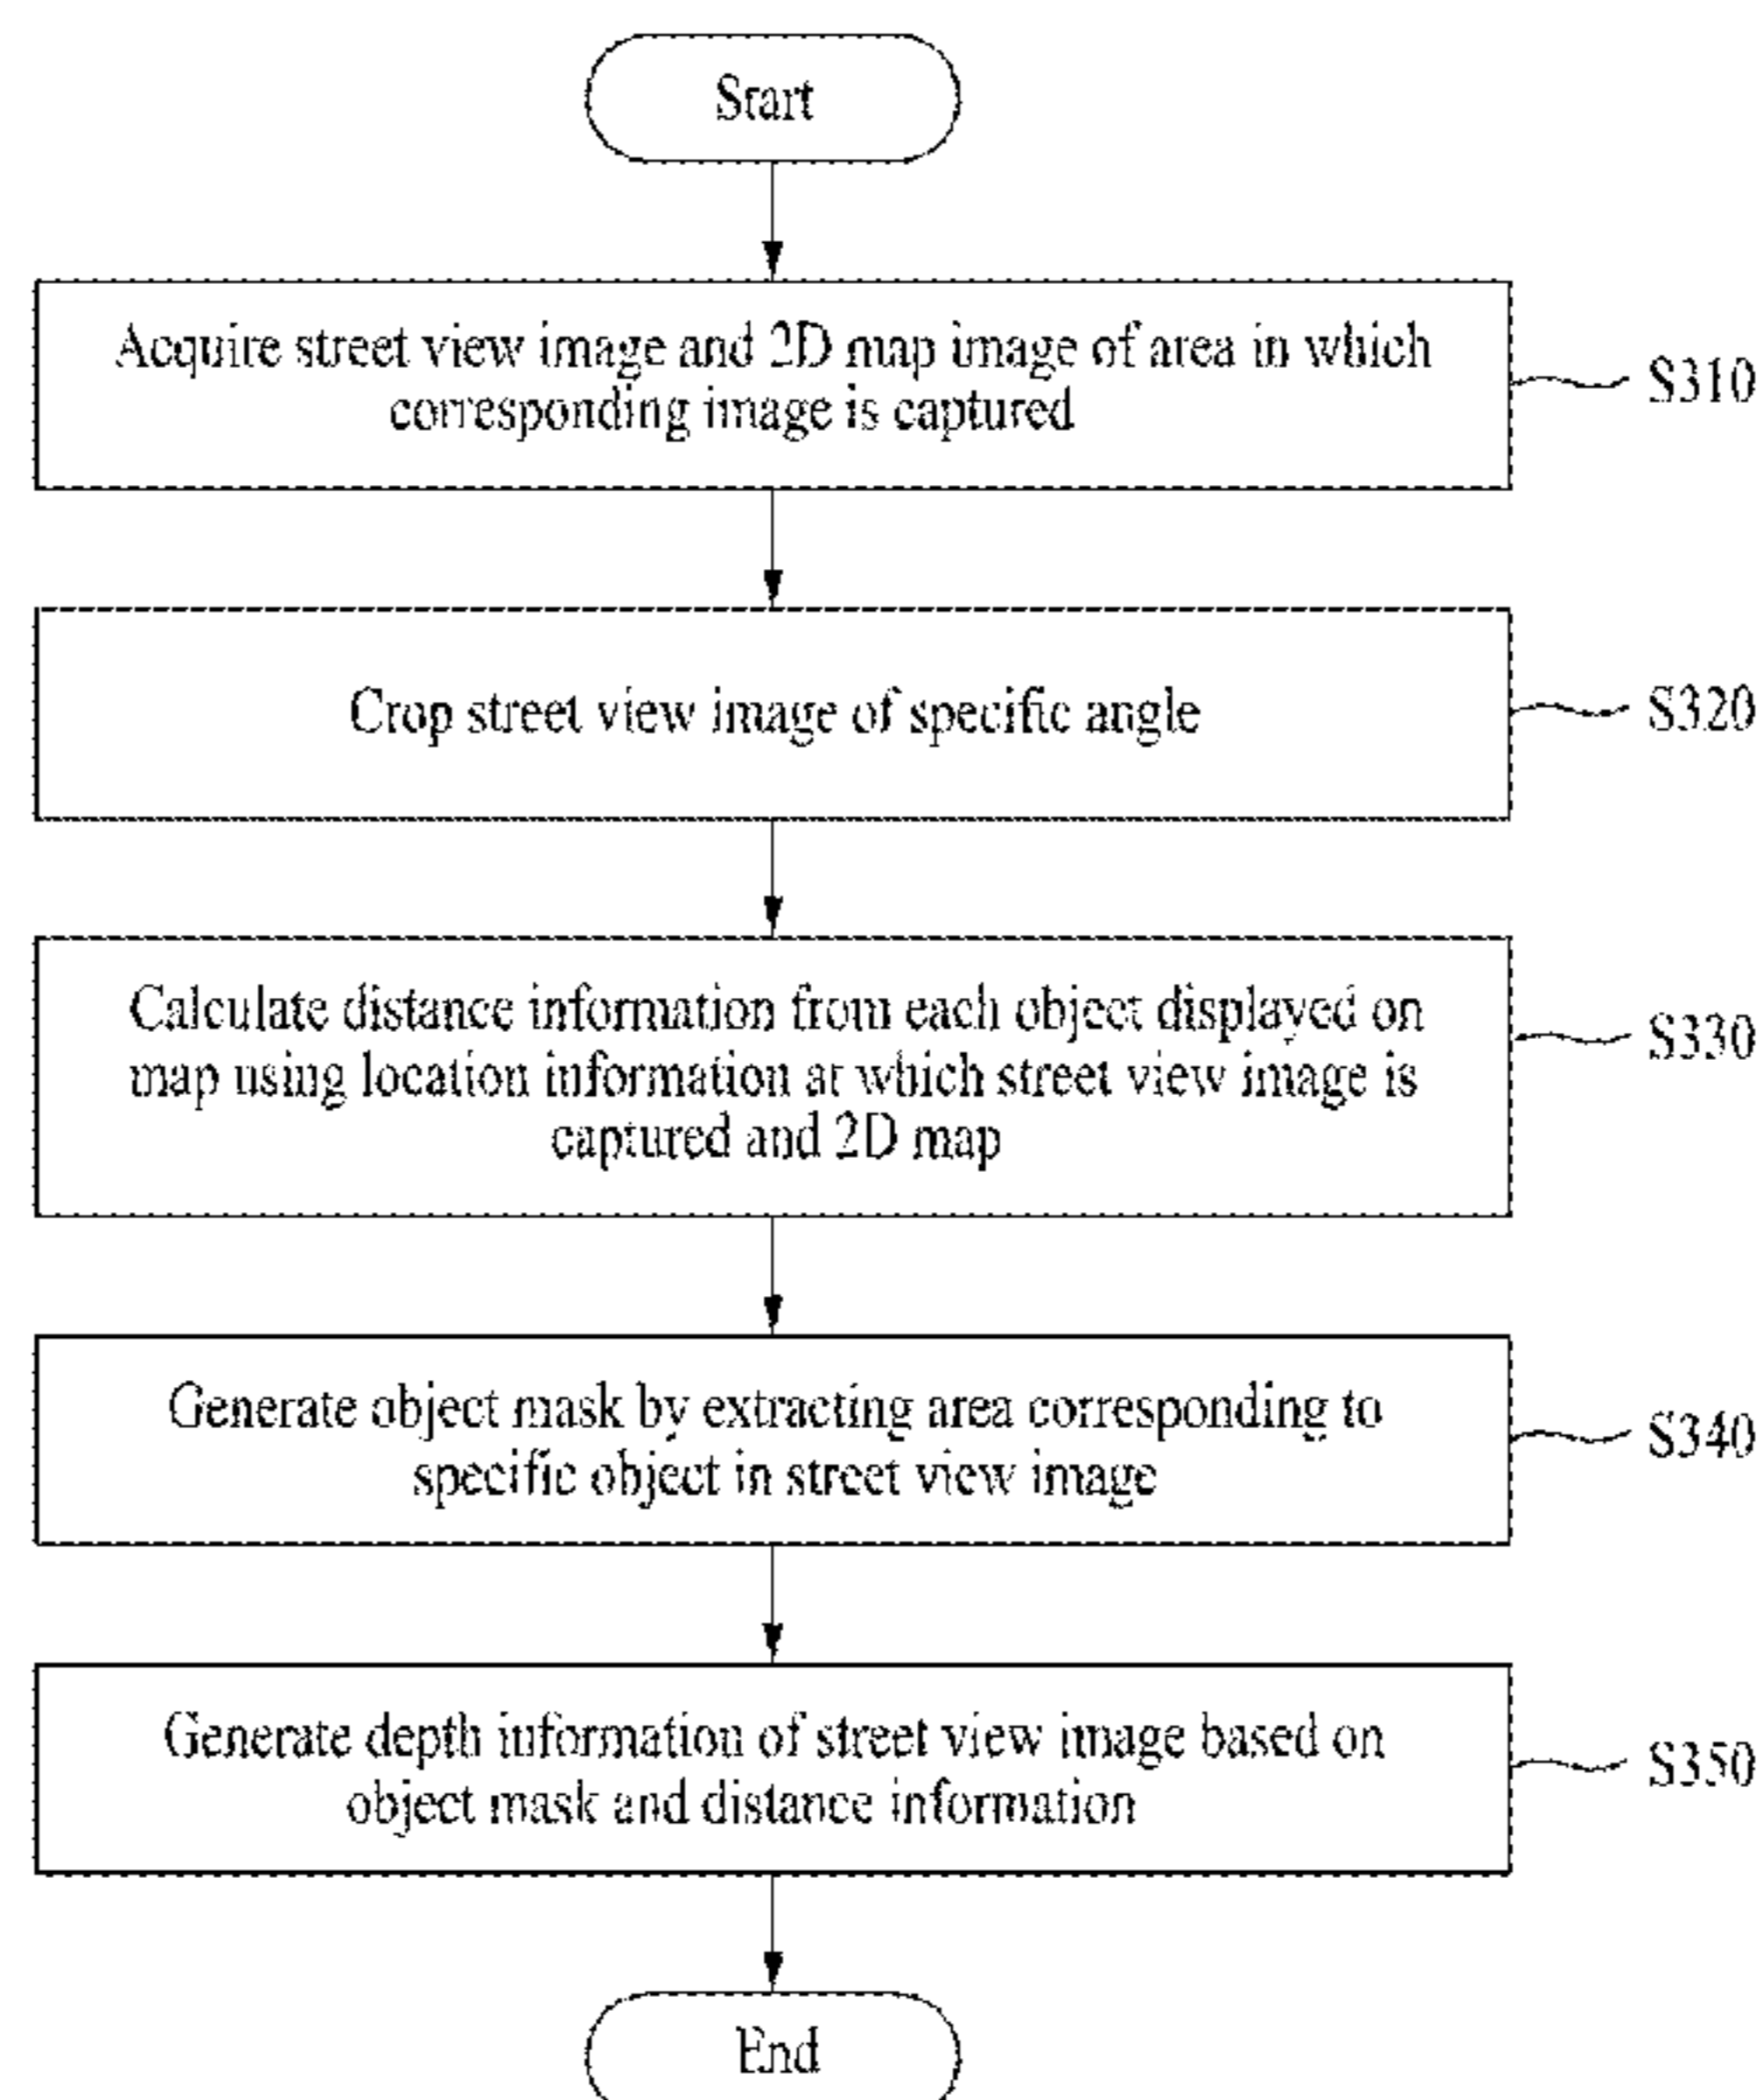 Start
Acquire street view image and 2D map image of area in which
corresponding image is captured
S310
Crop street view image of specific angle
S320
Calculate distance information from each object displayed on
map using location information at which street view image is
captured and 2D map
S330
Generate object mask by extracting area corresponding to
specific object in street view image
S340
Generate depth information of street view image based on
object mask and distance information
S350
End